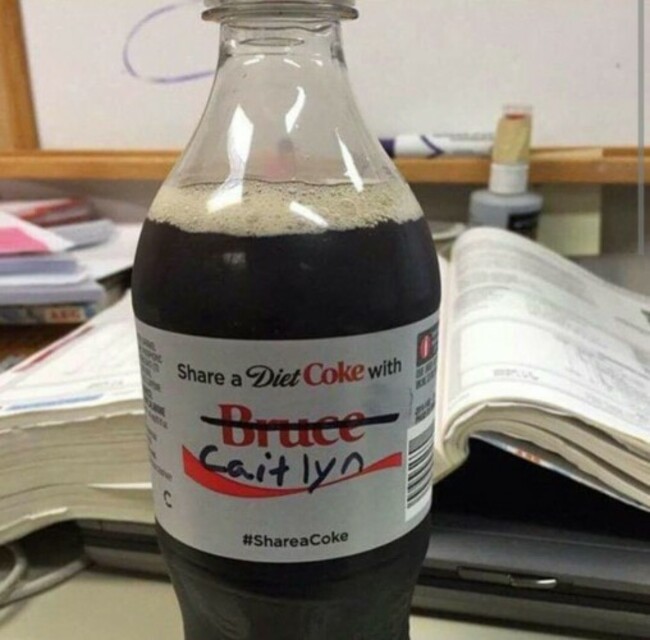 Share a Diet Coke with
Bruce
Caitlyn
#ShareaCoke
C